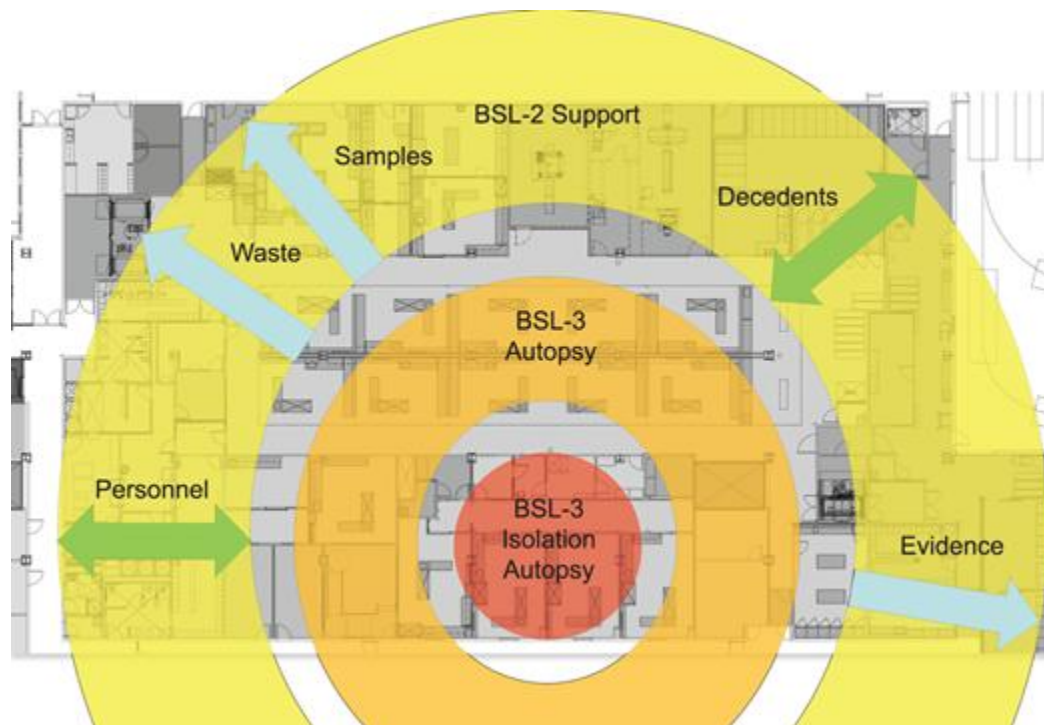 BSL-2 Support
Samples
Decedents
Waste
BSL-3
Autopsy
Personnel
BSL-3
Isolation
Autopsy
Evidence